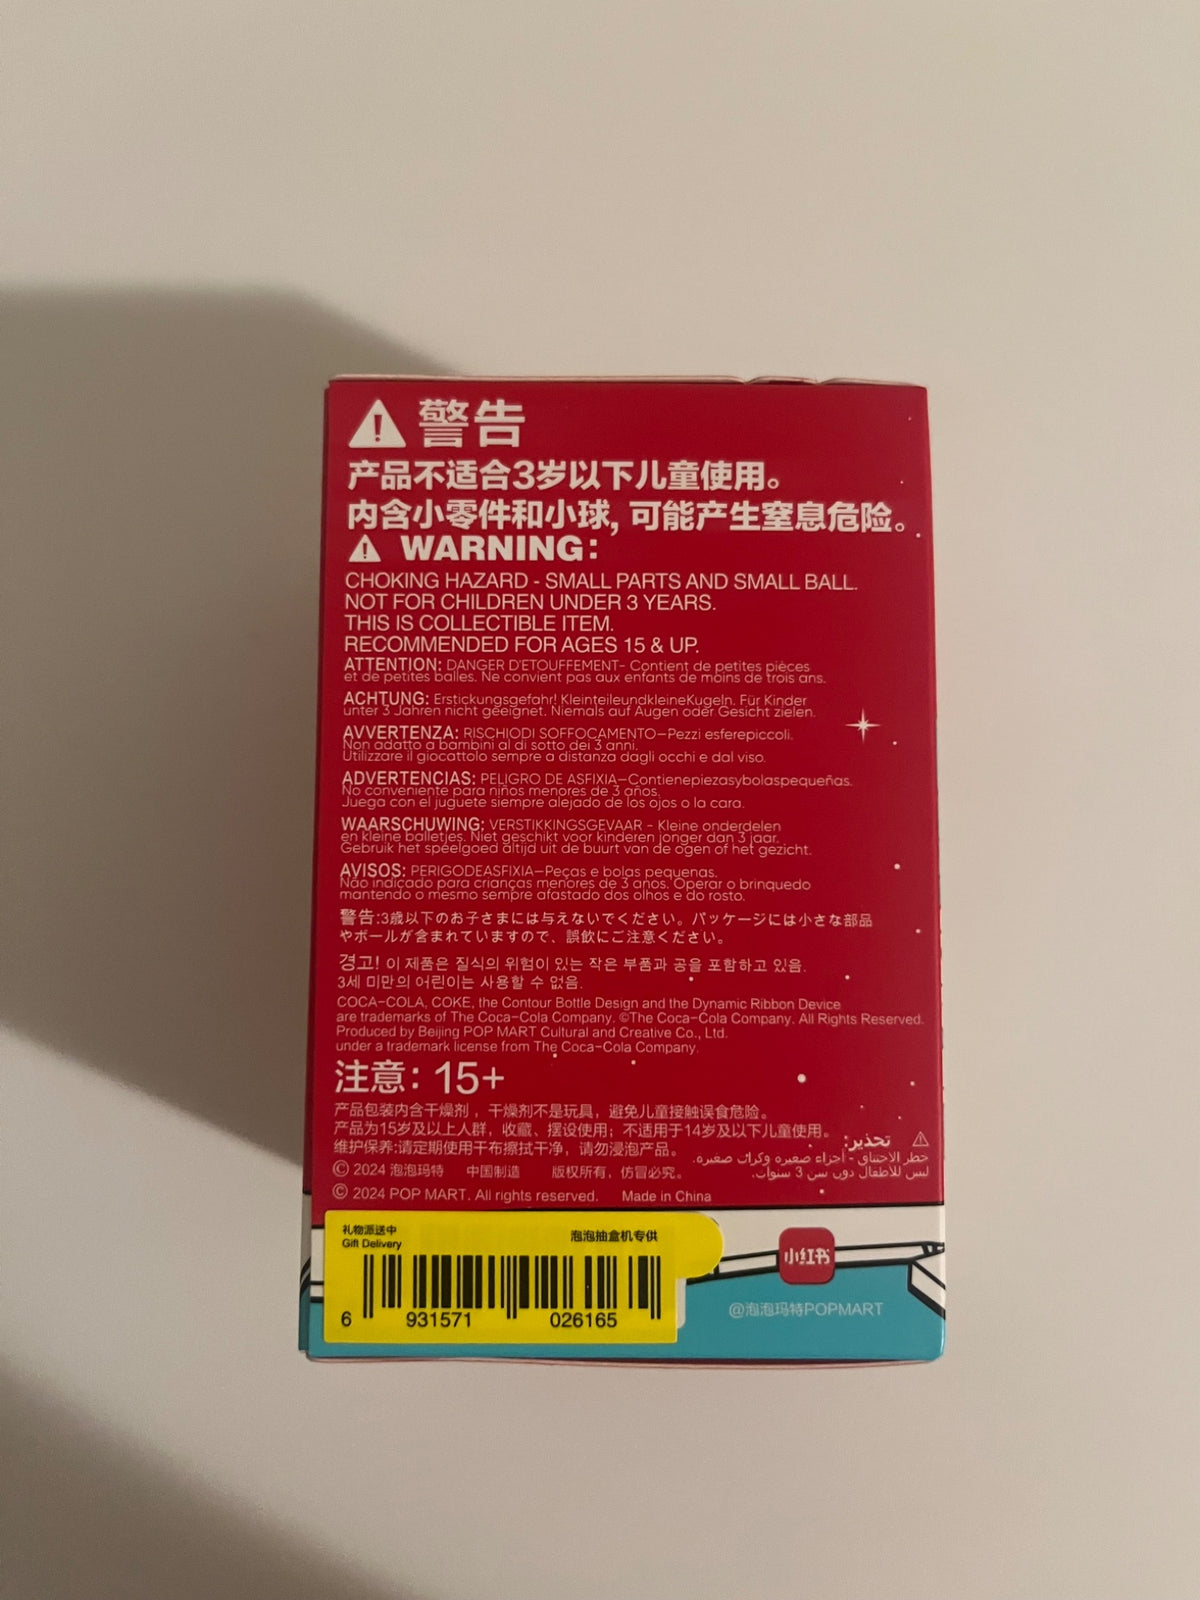 警告
产品不适合3岁以下儿童使用。
内含小零件和小球, 可能产生窒息危险。
WARNING:
CHOKING HAZARD - SMALL PARTS AND SMALL BALL.
NOT FOR CHILDREN UNDER 3 YEARS.
THIS IS COLLECTIBLE ITEM.
RECOMMENDED FOR AGES 15 & UP.
ATTENTION: DANGER D'ETOUFFEMENT- Contient de petites pièces
et de petites balles. Ne convient pas aux enfants de moins de trois ans.
ACHTUNG: Erstickungsgefahr! KleinteileundkleineKugeln. Für Kinder
unter 3 Jahren nicht geeignet. Niemals auf Augen oder Gesicht zielen.
AVVERTENZA: RISCHIODI SOFFOCAMENTO-Pezzi esferepiccoli.
Non adatto a bambini al di sotto dei 3 anni.
Utilizzare il giocattolo sempre a distanza dagli occhi e dal viso.
ADVERTENCIAS: PELIGRO DE ASFIXIA-Contienepiezasybolaspequeñas.
No conveniente para niños menores de 3 años.
Juega con el juguete siempre alejado de los ojos o la cara.
WAARSCHUWING: VERSTIKKINGSGEVAAR - Kleine onderdelen
en kleine balletjes. Niet geschikt voor kinderen jonger dan 3 jaar.
Gebruik het speelgoed altijd uit de buurt van de ogen of het gezicht.
AVISOS: PERIGODEASFIXIA-Peças e bolas pequenas.
Não indicado para crianças menores de 3 anos. Operar o brinquedo
mantendo o mesmo sempre afastado dos olhos e do rosto.
警告:3歳以下のお子さまには与えないでください。パッケージには小さな部品
やボールが含まれていますので、誤飲にご注意ください。
경고! 이 제품은 질식의 위험이 있는 작은 부품과 공을 포함하고 있음.
3세 미만의 어린이는 사용할 수 없음.
COCA-COLA, COKE, the Contour Bottle Design and the Dynamic Ribbon Device
are trademarks of The Coca-Cola Company. ©The Coca-Cola Company. All Rights Reserved.
Produced by Beijing POP MART Cultural and Creative Co., Ltd.
under a trademark license from The Coca-Cola Company.
注意: 15+
产品包装内含干燥剂，干燥剂不是玩具，避免儿童接触误食危险。
产品为15岁及以上人群，收藏、摆设使用；不适用于14岁及以下儿童使用。
维护保养:请定期使用干布擦拭干净，请勿浸泡产品。
تحذير:
خطر الاختناق - أجزاء صغيرة وكرات صغيرة.
ليس للأطفال دون سن 3 سنوات.
© 2024 泡泡玛特 中国制造 版权所有，仿冒必究。
© 2024 POP MART. All rights reserved. Made in China
礼物派送中
Gift Delivery
泡泡抽盒机专供
6 931571 026165
小红书
@泡泡玛特POPMART